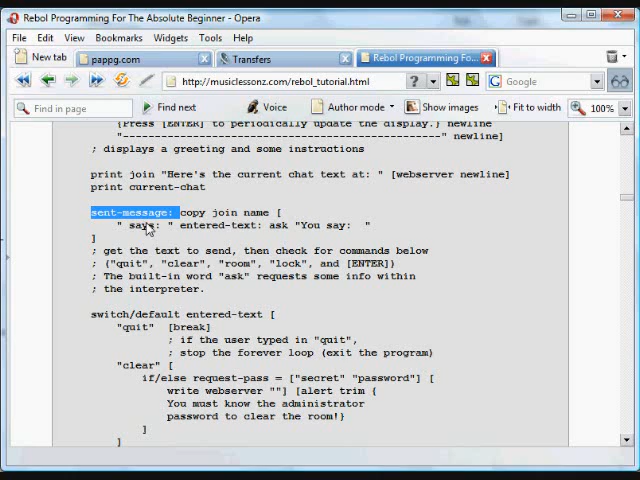 Rebol Programming For The Absolute Beginner - Opera
File Edit View Bookmarks Widgets Tools Help
New tab pappg.com Transfers Rebol Programming Fo...
http://musiclessonz.com/rebol_tutorial.html ? Google
Find in page Find next Voice Author mode Show images Fit to width 100%
{Press [ENTER] to periodically update the display.} newline
"-------------------------------------------------" newline]
; displays a greeting and some instructions
print join "Here's the current chat text at: " [webserver newline]
print current-chat
sent-message: copy join name [
" says: " entered-text: ask "You say:  "
]
; get the text to send, then check for commands below
; ("quit", "clear", "room", "lock", and [ENTER])
; The built-in word "ask" requests some info within
; the interpreter.
switch/default entered-text [
"quit" [break]
; if the user typed in "quit",
; stop the forever loop (exit the program)
"clear" [
if/else request-pass = ["secret" "password"] [
write webserver ""] [alert trim {
You must know the administrator
password to clear the room!}
]
]